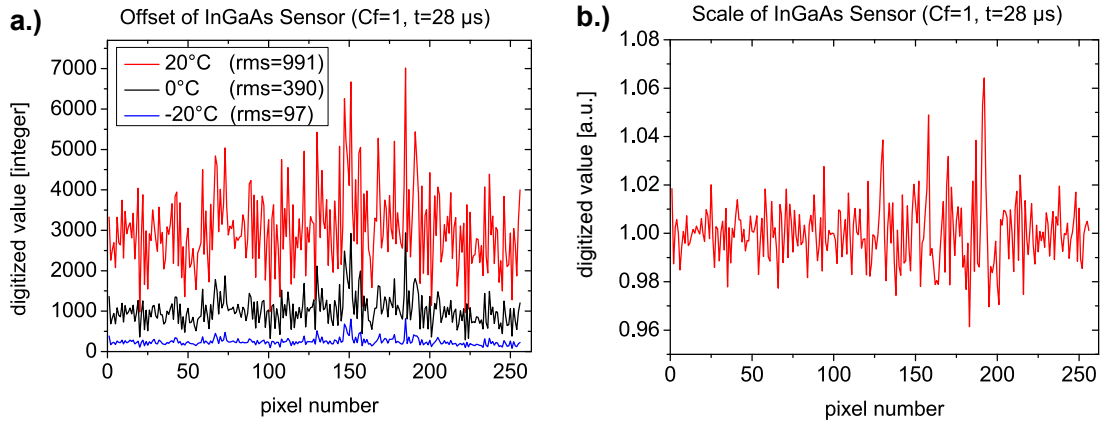 a.)
Offset of InGaAs Sensor (Cf=1, t=28 µs)
digitized value [integer]
7000
6000
5000
4000
3000
2000
1000
0
20°C (rms=991)
0°C (rms=390)
-20°C (rms=97)
0 50 100 150 200 250
pixel number
b.)
Scale of InGaAs Sensor (Cf=1, t=28 µs)
digitized value [a.u.]
1.08
1.06
1.04
1.02
1.00
0.98
0.96
0 50 100 150 200 250
pixel number